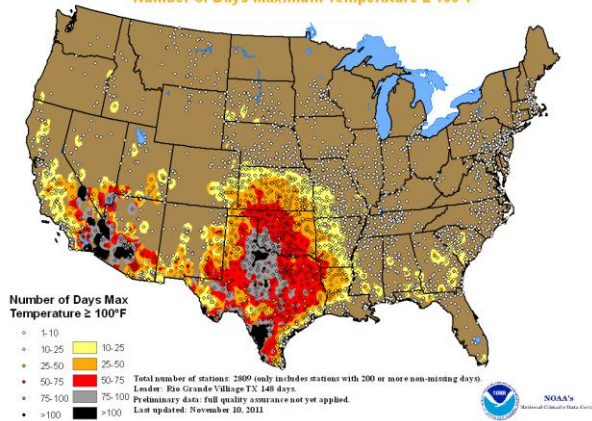 Number of Days Maximum Temperature ≥ 100°F
Number of Days Max
Temperature ≥ 100°F
1-10
10-25 10-25
25-50 25-50
50-75 50-75
75-100 75-100
>100 >100
Total number of stations: 2809 (only includes stations with 200 or more non-missing days).
Leader: Rio Grande Villiage TX 148 days.
Preliminary data: full quality assurance not yet applied.
Last updated: November 10, 2011
NOAA
NOAA's
National Climatic Data Center